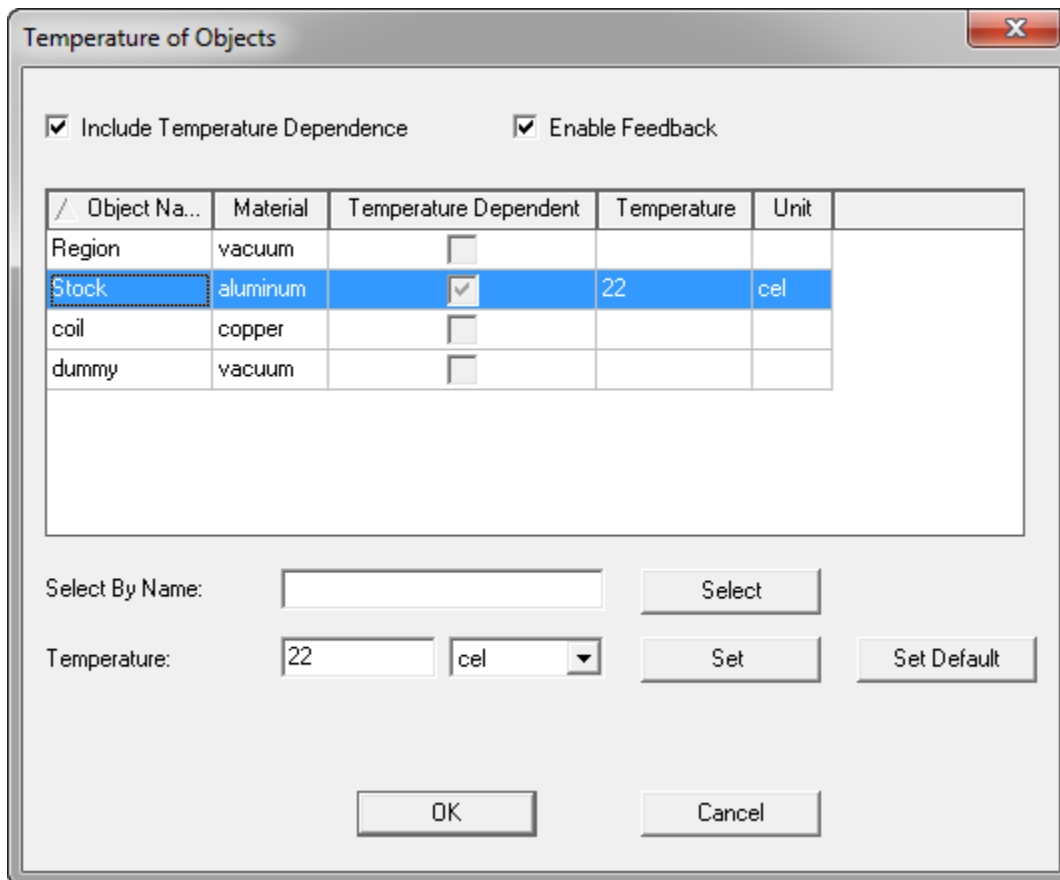 Temperature of Objects
Include Temperature Dependence Enable Feedback
Object Na... Material Temperature Dependent Temperature Unit
Region vacuum
Stock aluminum 22 cel
coil copper
dummy vacuum
Select By Name: Select
Temperature: 22 cel Set Set Default
OK Cancel